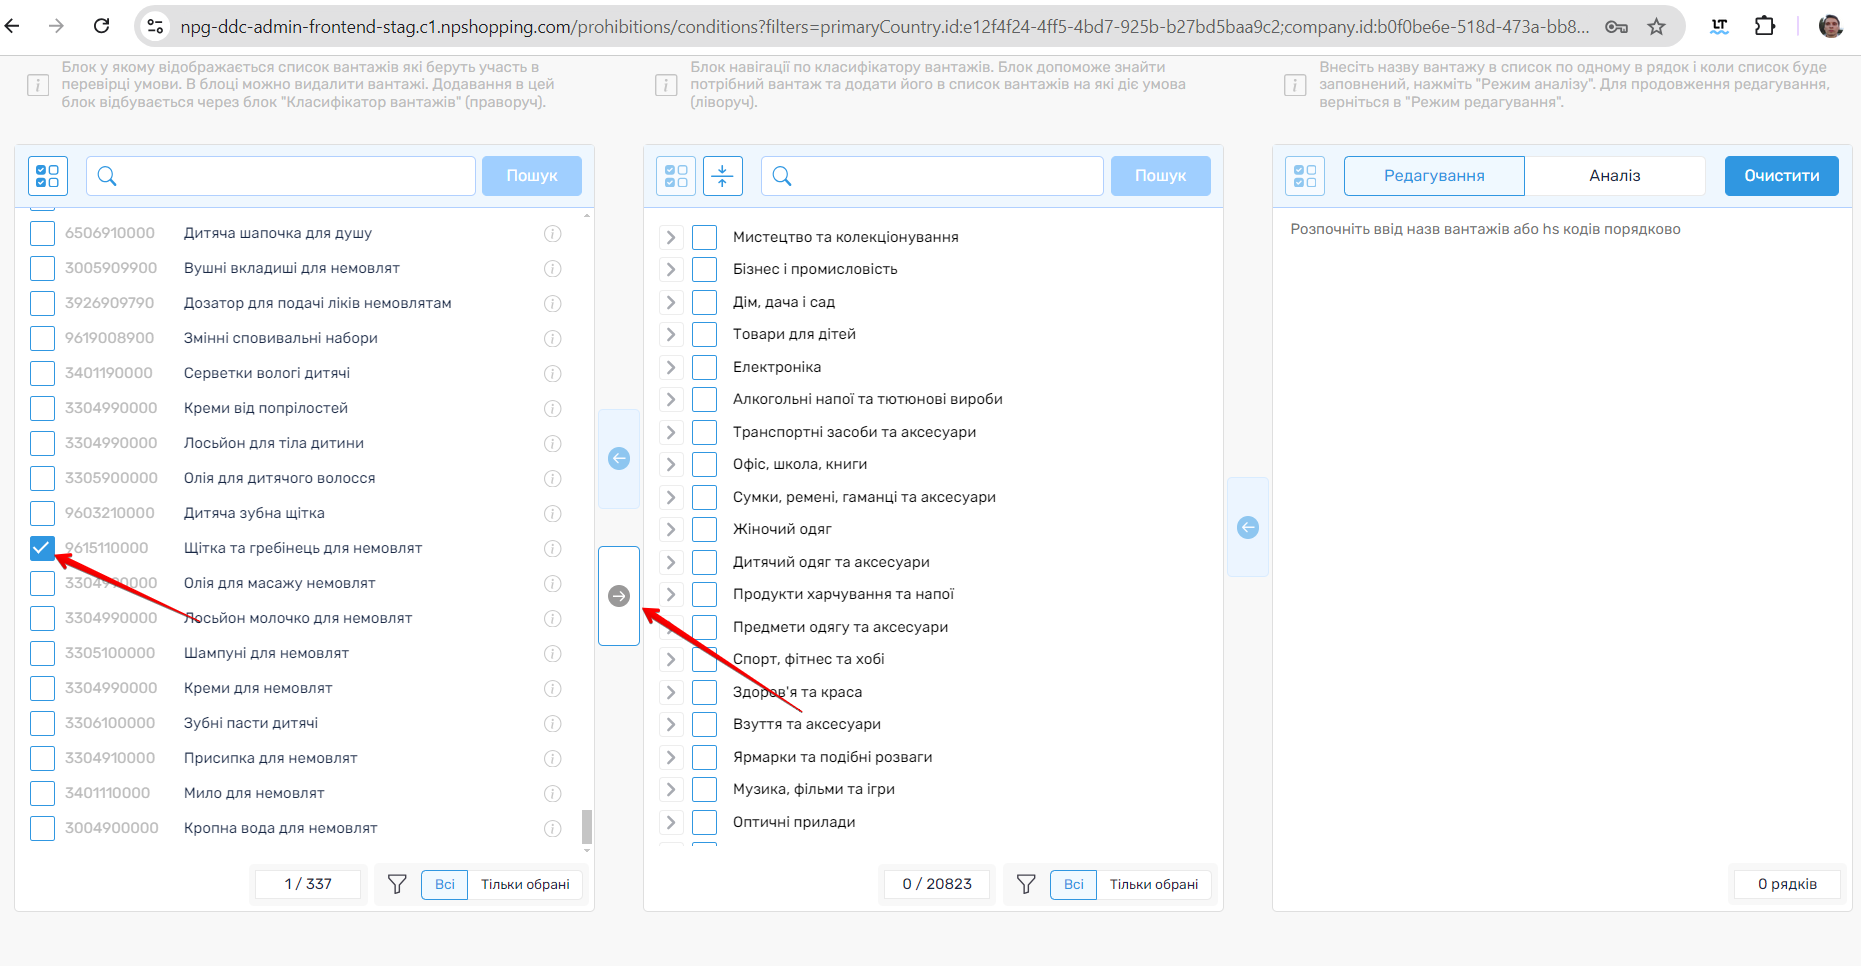 npg-ddc-admin-frontend-stag.c1.npshopping.com/prohibitions/conditions?filters=primaryCountry.id:e12f4f24-4ff5-4bd7-925b-b27bd5baa9c2;company.id:b0f0be6e-518d-473a-bb8...
LT
Блок у якому відображається список вантажів які беруть участь в
перевірці умови. В блоці можно видалити вантажі. Додавання в цей
блок відбувається через блок "Класифікатор вантажів" (праворуч).
Блок навігації по класифікатору вантажів. Блок допоможе знайти
потрібний вантаж та додати його в список вантажів на які діє умова
(ліворуч).
Внесіть назву вантажу в список по одному в рядок і коли список буде
заповнений, нажміть "Режим аналізу". Для продовження редагування,
верніться в "Режим редагування".
Пошук
6506910000 Дитяча шапочка для душу
3005909900 Вушні вкладиші для немовлят
3926909790 Дозатор для подачі ліків немовлятам
9619008900 Змінні сповивальні набори
3401190000 Серветки вологі дитячі
3304990000 Креми від попрілостей
3304990000 Лосьйон для тіла дитини
3305900000 Олія для дитячого волосся
9603210000 Дитяча зубна щітка
9615110000 Щітка та гребінець для немовлят
3304990000 Олія для масажу немовлят
3304990000 Лосьйон молочко для немовлят
3305100000 Шампуні для немовлят
3304990000 Креми для немовлят
3306100000 Зубні пасти дитячі
3304910000 Присипка для немовлят
3401110000 Мило для немовлят
3004900000 Кропна вода для немовлят
1 / 337
Всі
Тільки обрані
Пошук
Мистецтво та колекціонування
Бізнес і промисловість
Дім, дача і сад
Товари для дітей
Електроніка
Алкогольні напої та тютюнові вироби
Транспортні засоби та аксесуари
Офіс, школа, книги
Сумки, ремені, гаманці та аксесуари
Жіночий одяг
Дитячий одяг та аксесуари
Продукти харчування та напої
Предмети одягу та аксесуари
Спорт, фітнес та хобі
Здоров'я та краса
Взуття та аксесуари
Ярмарки та подібні розваги
Музика, фільми та ігри
Оптичні прилади
0 / 20823
Всі
Тільки обрані
Редагування
Аналіз
Очистити
Розпочніть ввід назв вантажів або hs кодів порядково
0 рядків